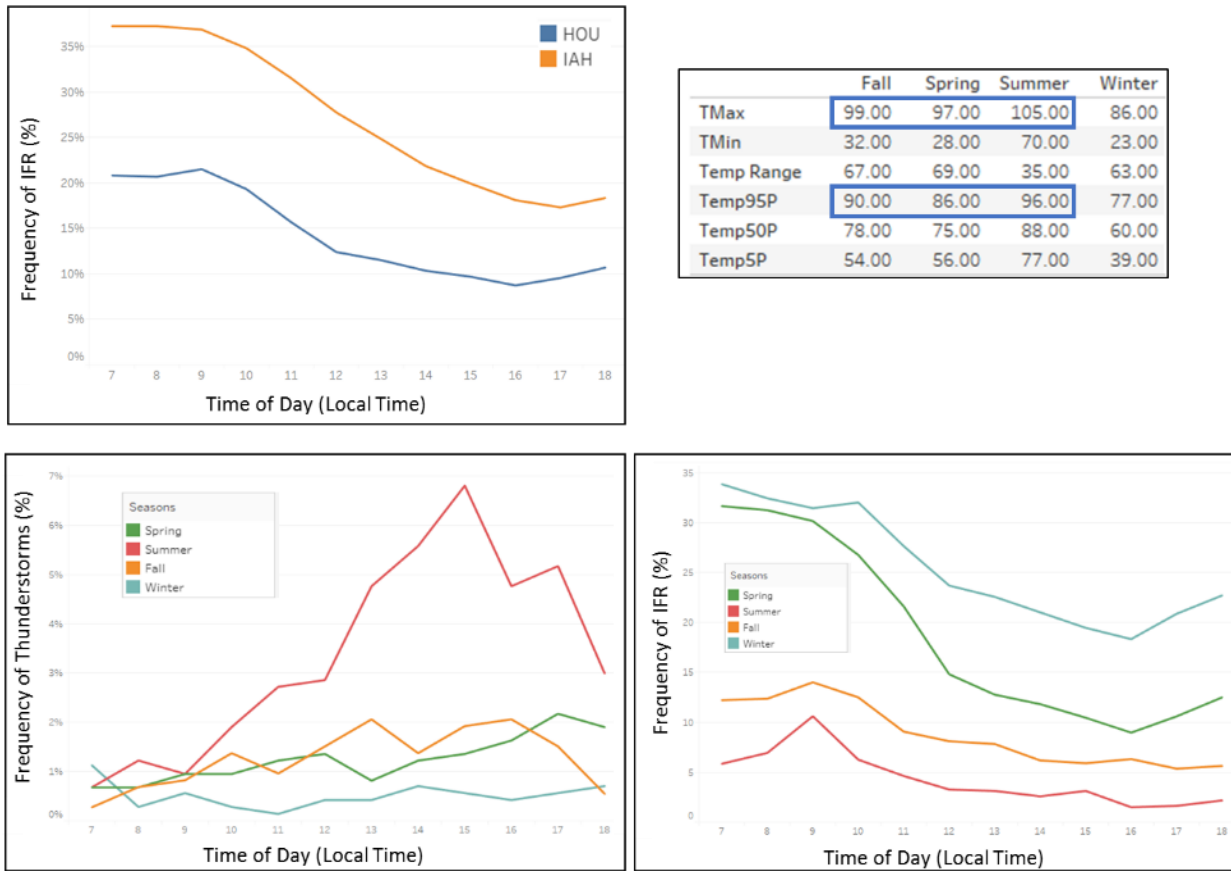 HOU
IAH
35%
30%
25%
20%
15%
10%
5%
0%
Frequency of IFR (%)
7 8 9 10 11 12 13 14 15 16 17 18
Time of Day (Local Time)
Fall Spring Summer Winter
TMax 99.00 97.00 105.00 86.00
TMin 32.00 28.00 70.00 23.00
Temp Range 67.00 69.00 35.00 63.00
Temp95P 90.00 86.00 96.00 77.00
Temp50P 78.00 75.00 88.00 60.00
Temp5P 54.00 56.00 77.00 39.00
7%
6%
5%
4%
3%
2%
1%
0%
Frequency of Thunderstorms (%)
Seasons
Spring
Summer
Fall
Winter
7 8 9 10 11 12 13 14 15 16 17 18
Time of Day (Local Time)
35
30
25
20
15
10
5
0
Frequency of IFR (%)
Seasons
Spring
Summer
Fall
Winter
7 8 9 10 11 12 13 14 15 16 17 18
Time of Day (Local Time)